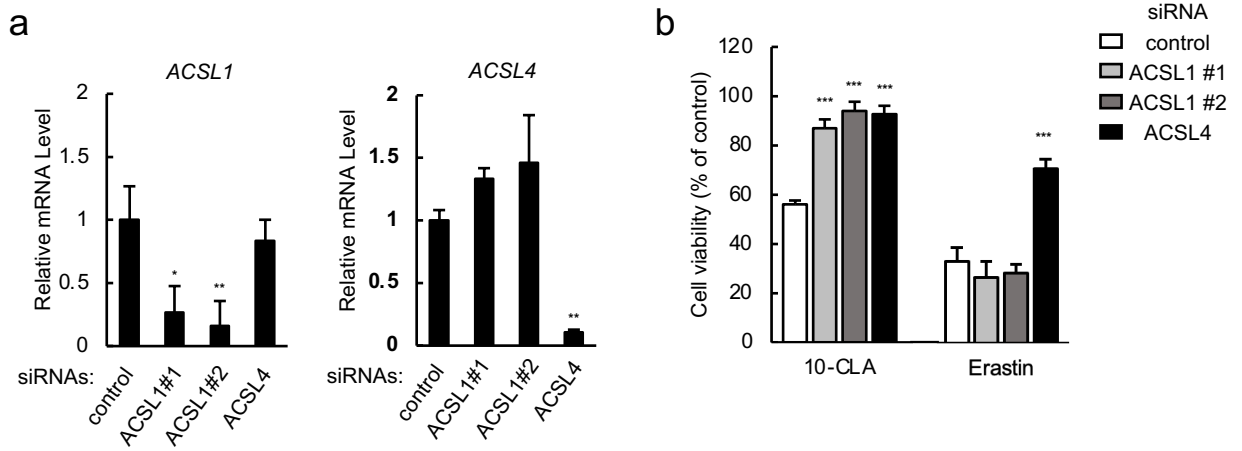 a
ACSL1
Relative mRNA Level
2
1.5
1
0.5
0
*
**
siRNAs:
control
ACSL1#1
ACSL1#2
ACSL4
ACSL4
Relative mRNA Level
2
1.5
1
0.5
0
**
siRNAs:
control
ACSL1#1
ACSL1#2
ACSL4
b
Cell viability (% of control)
120
100
80
60
40
20
0
***
***
***
***
10-CLA
Erastin
siRNA
control
ACSL1 #1
ACSL1 #2
ACSL4